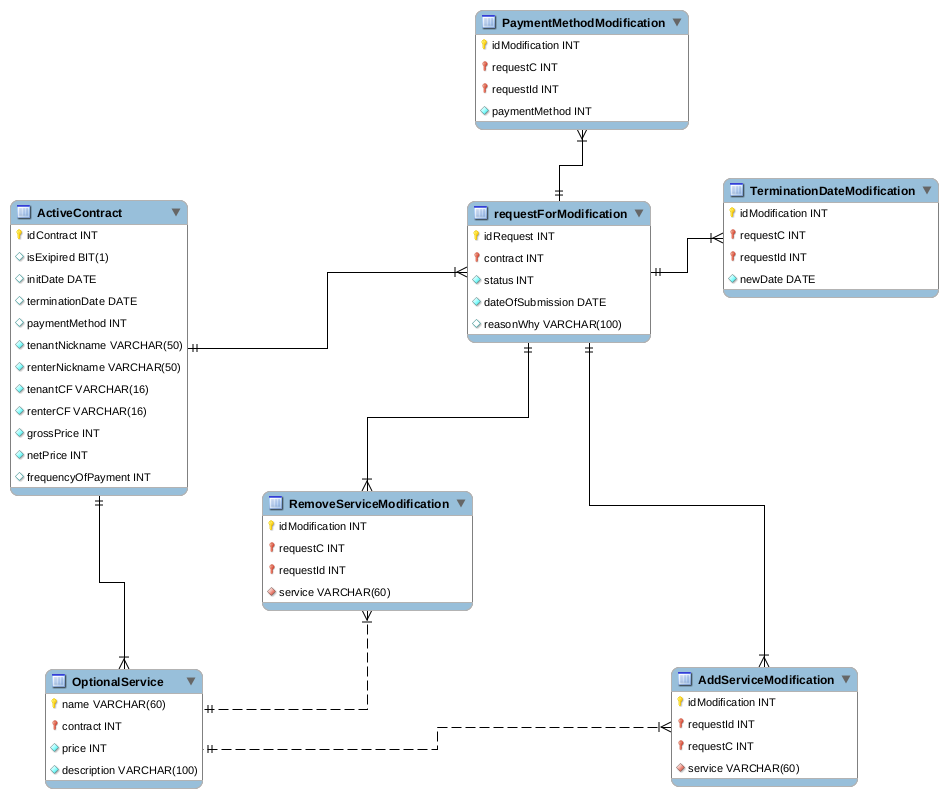 PaymentMethodModification
idModification INT
requestC INT
requestId INT
paymentMethod INT
ActiveContract
idContract INT
isExipired BIT(1)
initDate DATE
terminationDate DATE
paymentMethod INT
tenantNickname VARCHAR(50)
renterNickname VARCHAR(50)
tenantCF VARCHAR(16)
renterCF VARCHAR(16)
grossPrice INT
netPrice INT
frequencyOfPayment INT
requestForModification
idRequest INT
contract INT
status INT
dateOfSubmission DATE
reasonWhy VARCHAR(100)
TerminationDateModification
idModification INT
requestC INT
requestId INT
newDate DATE
RemoveServiceModification
idModification INT
requestC INT
requestId INT
service VARCHAR(60)
OptionalService
name VARCHAR(60)
contract INT
price INT
description VARCHAR(100)
AddServiceModification
idModification INT
requestId INT
requestC INT
service VARCHAR(60)